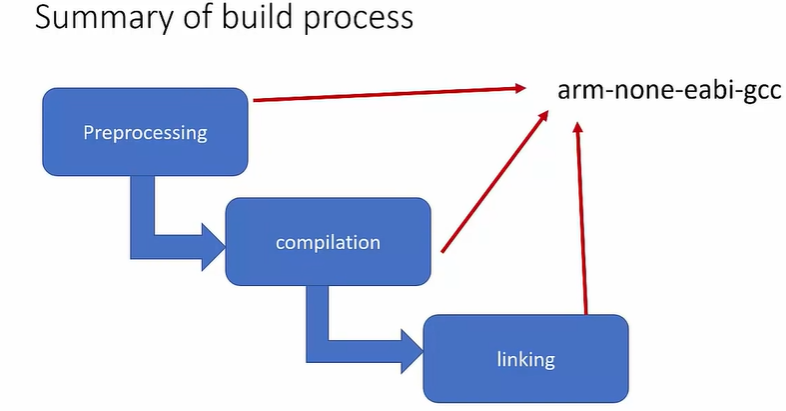 Summary of build process
arm-none-eabi-gcc
Preprocessing
compilation
linking